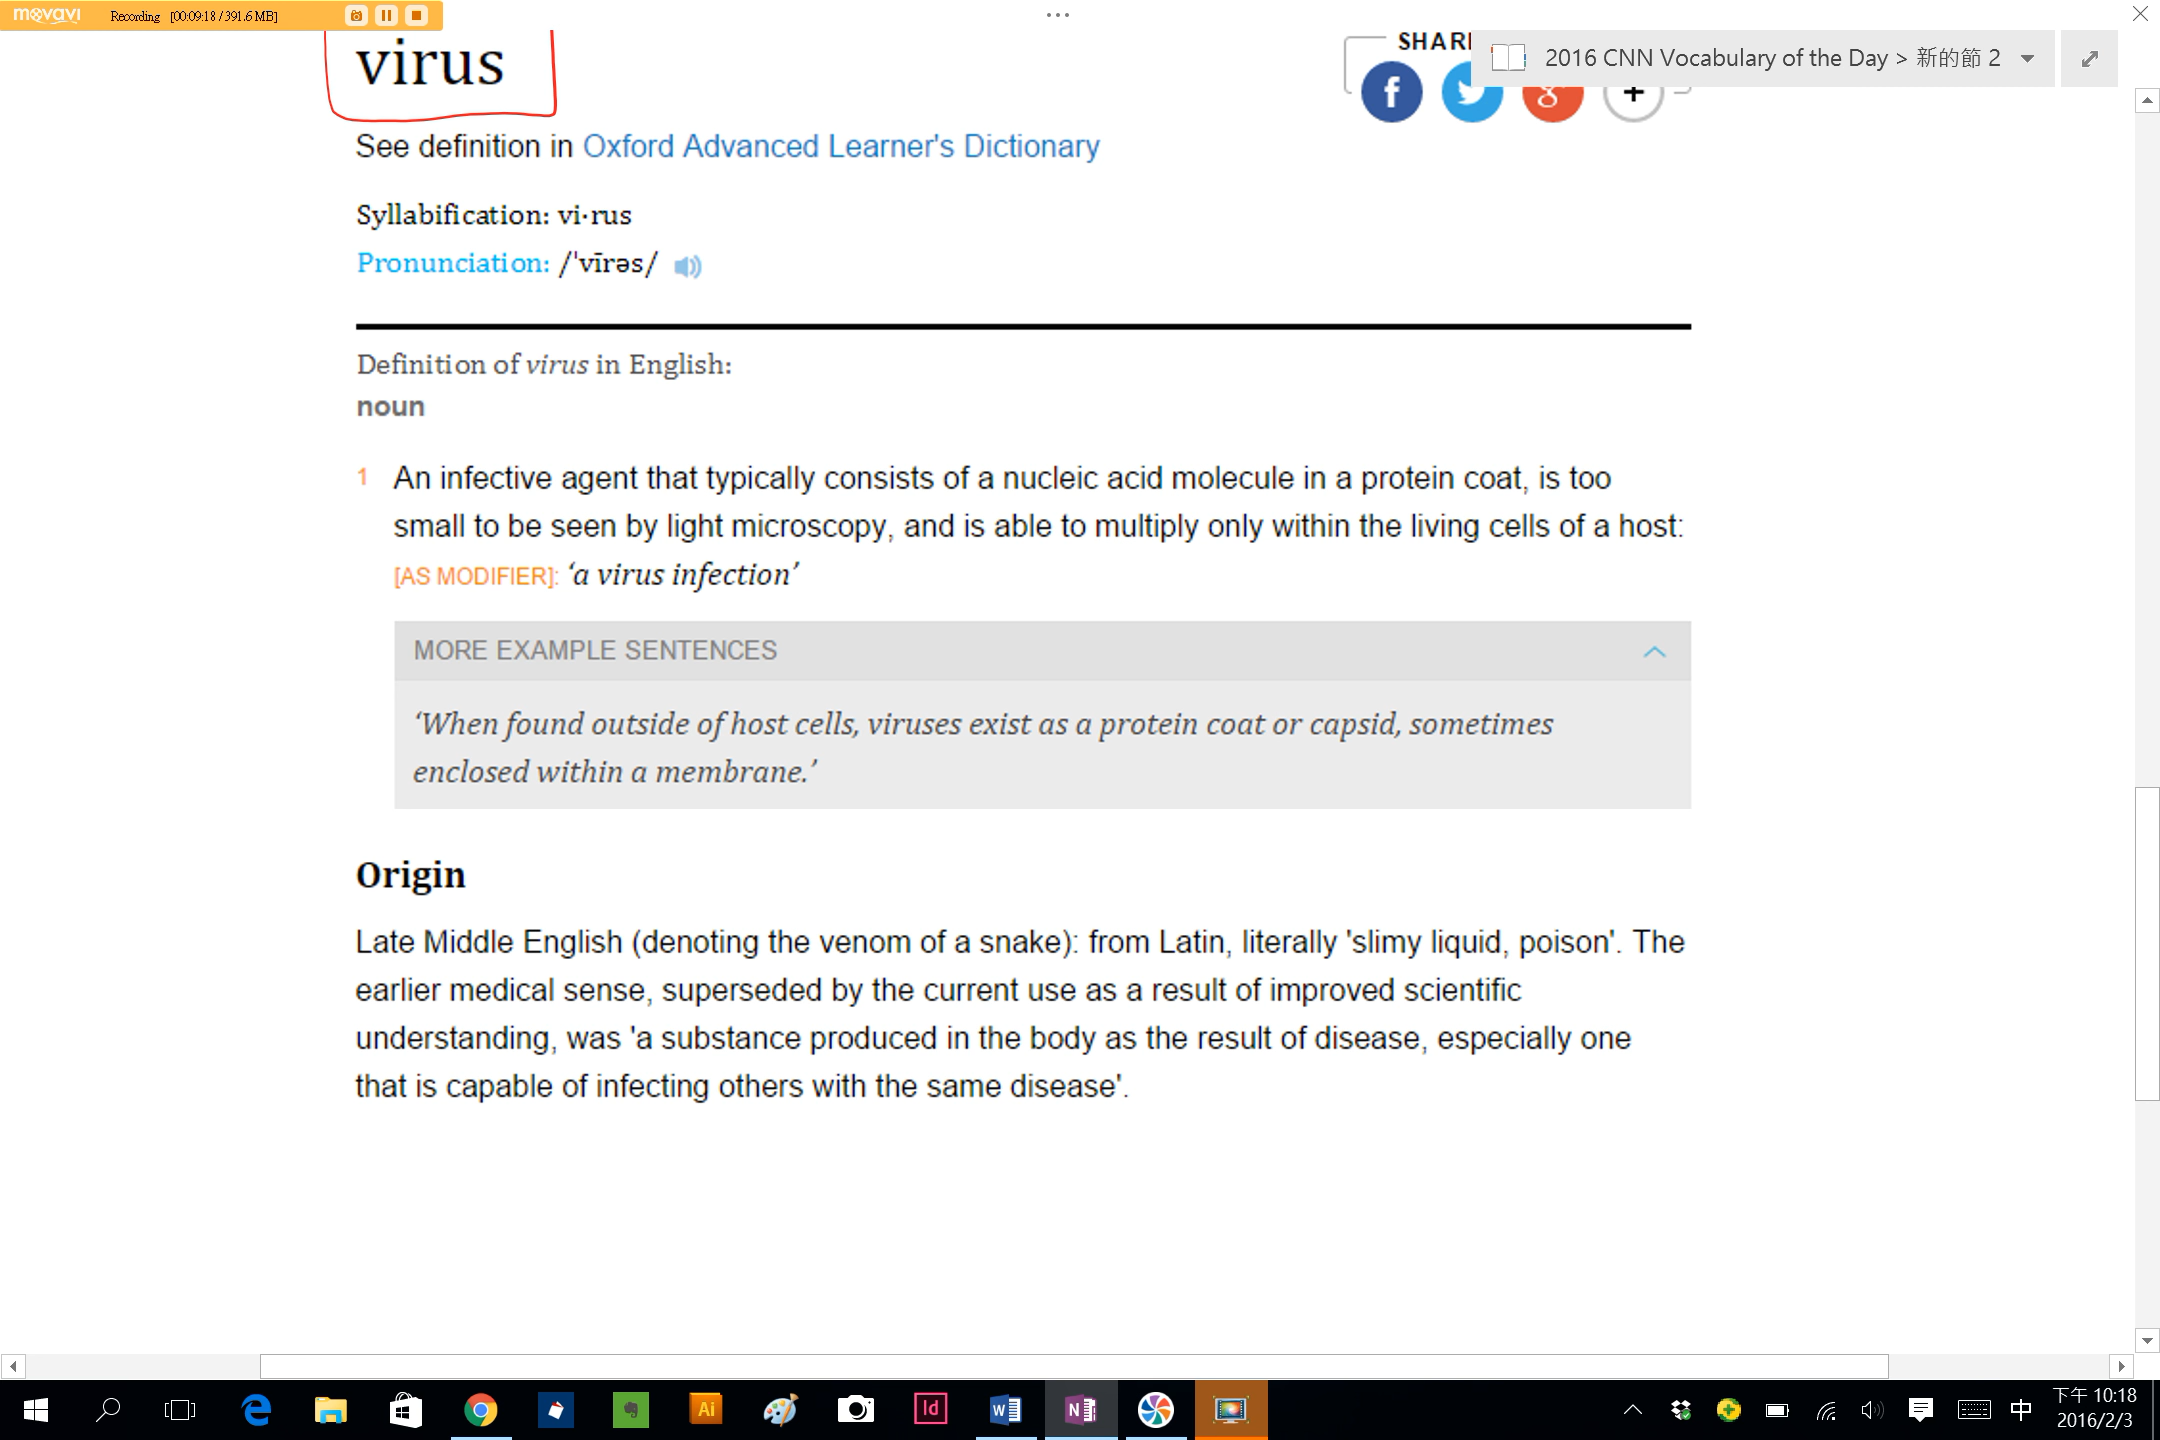 movavi Recording [00:09:18 / 391.6 MB]
virus
SHAR
2016 CNN Vocabulary of the Day > 新的節 2
See definition in Oxford Advanced Learner's Dictionary
Syllabification: vi·rus
Pronunciation: /ˈvīrəs/
Definition of virus in English:
noun
1 An infective agent that typically consists of a nucleic acid molecule in a protein coat, is too
small to be seen by light microscopy, and is able to multiply only within the living cells of a host:
[AS MODIFIER]: ‘a virus infection’
MORE EXAMPLE SENTENCES
‘When found outside of host cells, viruses exist as a protein coat or capsid, sometimes
enclosed within a membrane.’
Origin
Late Middle English (denoting the venom of a snake): from Latin, literally 'slimy liquid, poison'. The
earlier medical sense, superseded by the current use as a result of improved scientific
understanding, was 'a substance produced in the body as the result of disease, especially one
that is capable of infecting others with the same disease'.
Ai
Id
中
下午 10:18
2016/2/3